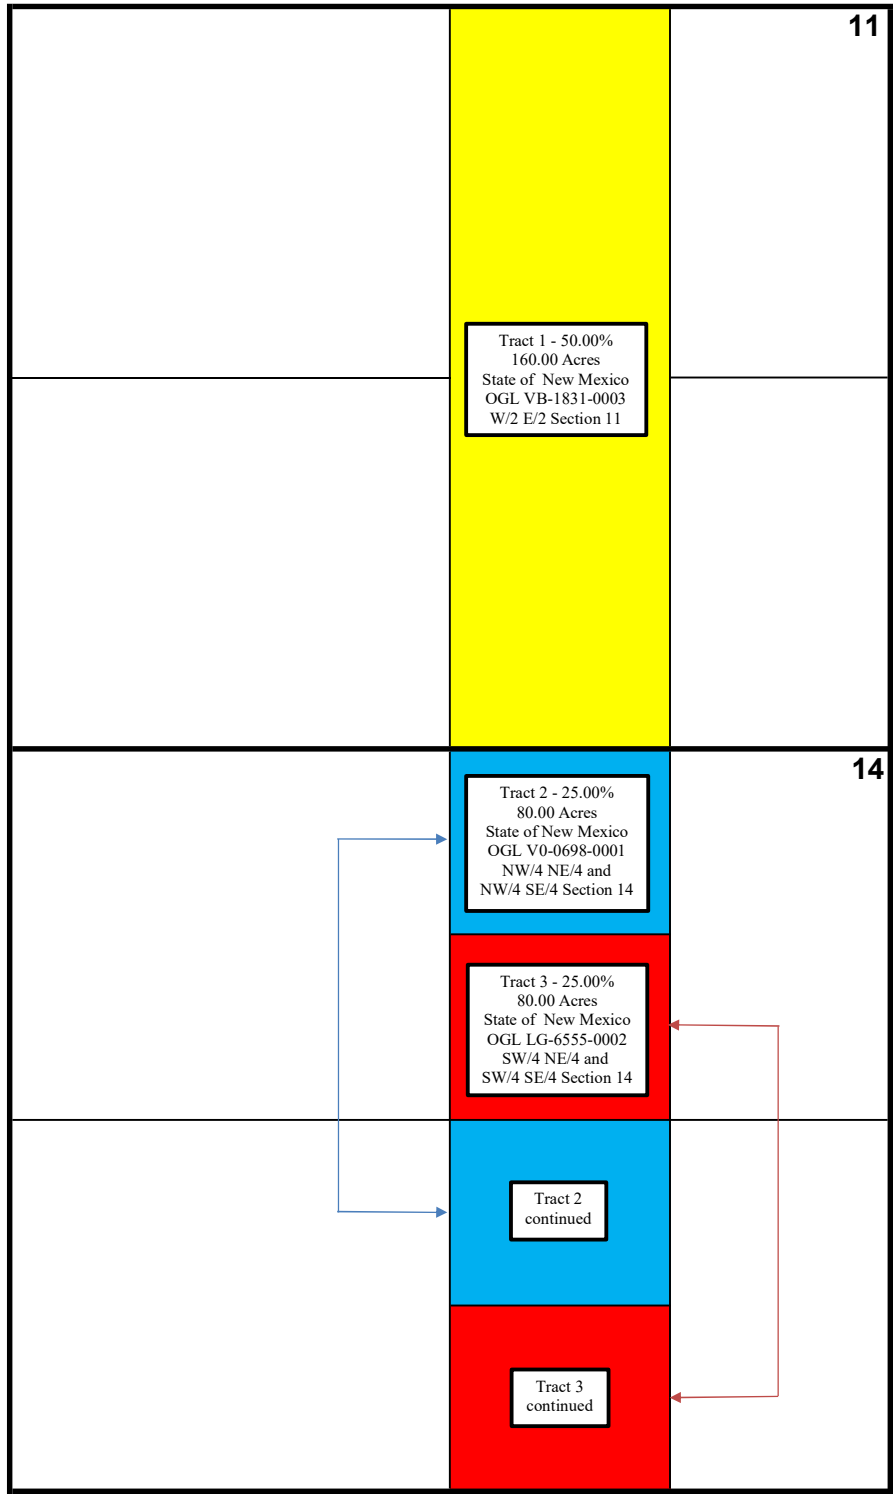 11
Tract 1 - 50.00%
160.00 Acres
State of New Mexico
OGL VB-1831-0003
W/2 E/2 Section 11
14
Tract 2 - 25.00%
80.00 Acres
State of New Mexico
OGL V0-0698-0001
NW/4 NE/4 and
NW/4 SE/4 Section 14
Tract 3 - 25.00%
80.00 Acres
State of New Mexico
OGL LG-6555-0002
SW/4 NE/4 and
SW/4 SE/4 Section 14
Tract 2
continued
Tract 3
continued